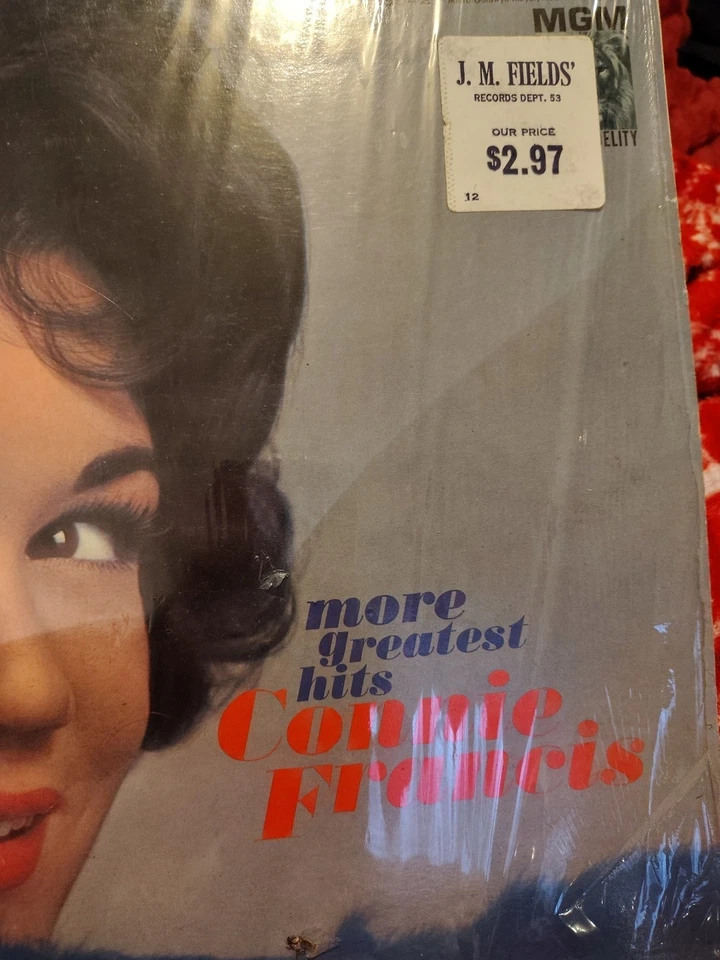 MGM
J. M. FIELDS'
RECORDS DEPT. 53
OUR PRICE
$2.97
12
ELITY
more
greatest
hits
Connie
Francis